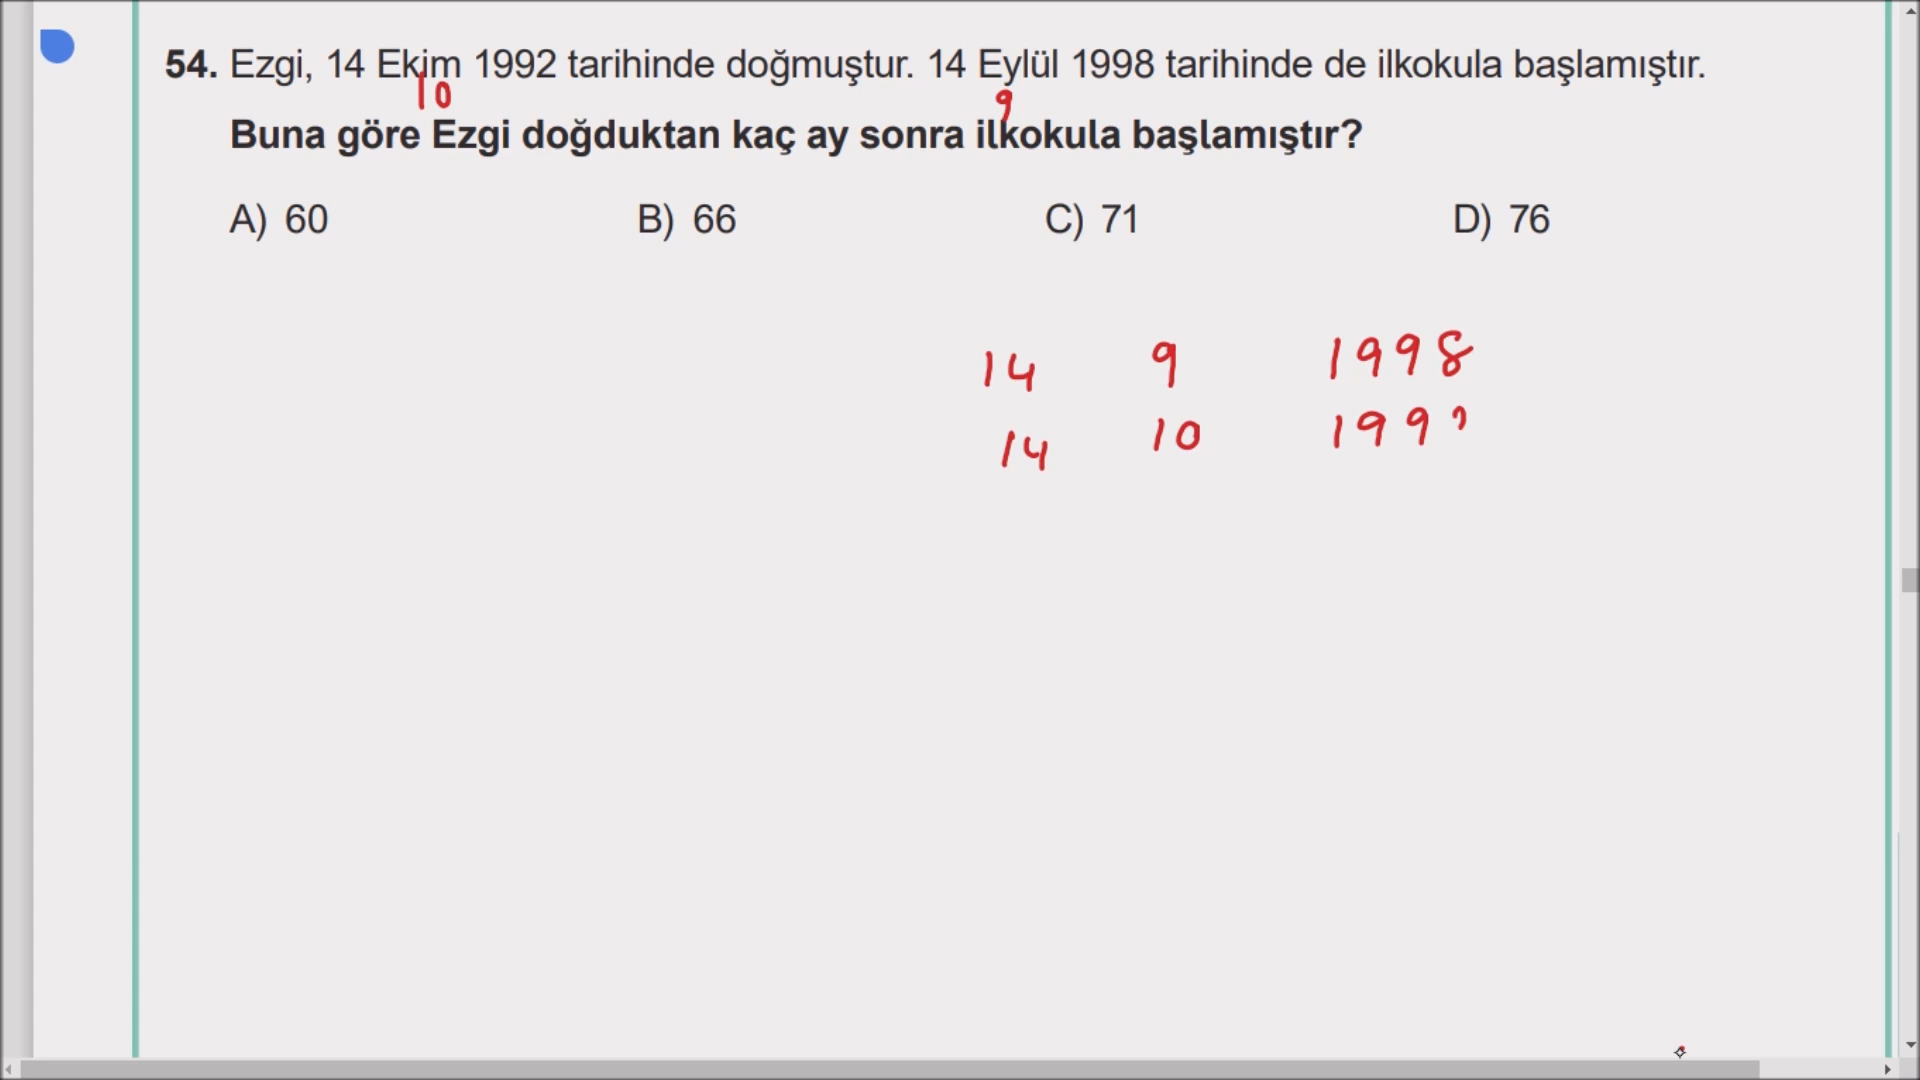 54. Ezgi, 14 Ekim 1992 tarihinde doğmuştur. 14 Eylül 1998 tarihinde de ilkokula başlamıştır.
10 9
Buna göre Ezgi doğduktan kaç ay sonra ilkokula başlamıştır?
A) 60 B) 66 C) 71 D) 76
14 9 1998
14 10